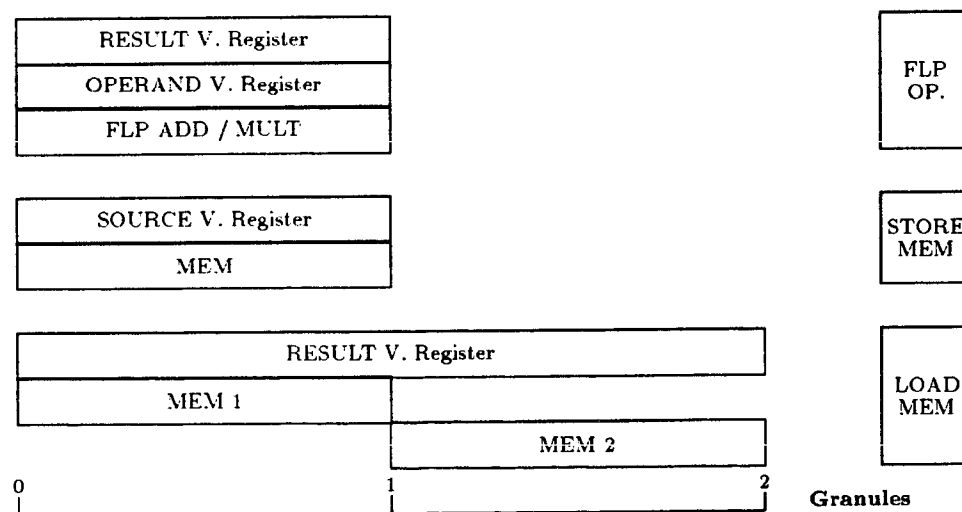 RESULT V. Register
OPERAND V. Register
FLP ADD / MULT
FLP
OP.
SOURCE V. Register
MEM
STORE
MEM
RESULT V. Register
MEM 1
MEM 2
LOAD
MEM
0 1 2
Granules